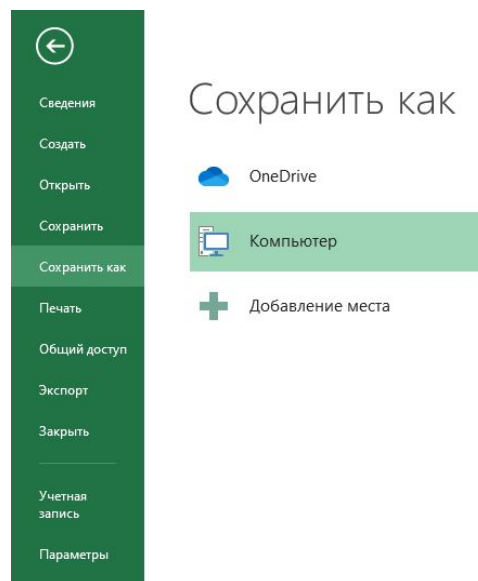 Сведения
Создать
Открыть
Сохранить
Сохранить как
Печать
Общий доступ
Экспорт
Закрыть
Учетная
запись
Параметры
Сохранить как
OneDrive
Компьютер
Добавление места